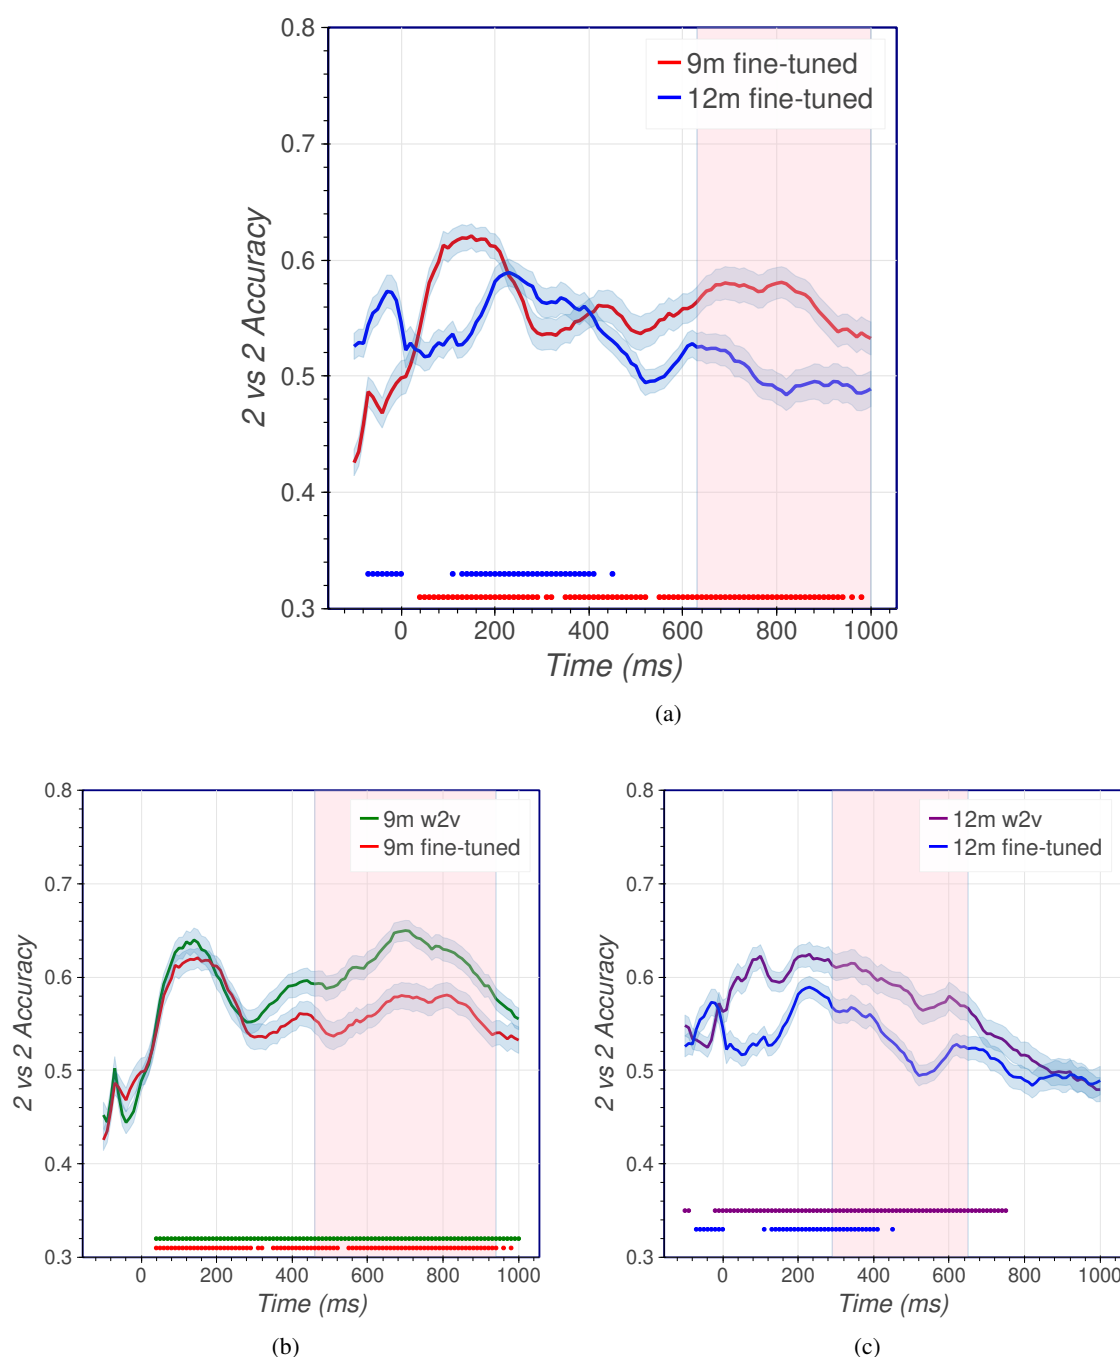 0.8
0.7
0.6
0.5
0.4
0.3
2 vs 2 Accuracy
9m fine-tuned
12m fine-tuned
0 200 400 600 800 1000
Time (ms)
(a)
0.8
0.7
0.6
0.5
0.4
0.3
2 vs 2 Accuracy
9m w2v
9m fine-tuned
0 200 400 600 800 1000
Time (ms)
(b)
0.8
0.7
0.6
0.5
0.4
0.3
2 vs 2 Accuracy
12m w2v
12m fine-tuned
0 200 400 600 800 1000
Time (ms)
(c)